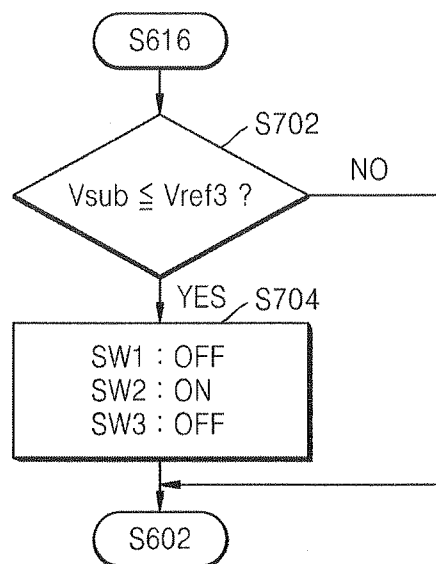 S616
S702
Vsub ≦ Vref3 ?
NO
YES
S704
SW1 : OFF
SW2 : ON
SW3 : OFF
S602